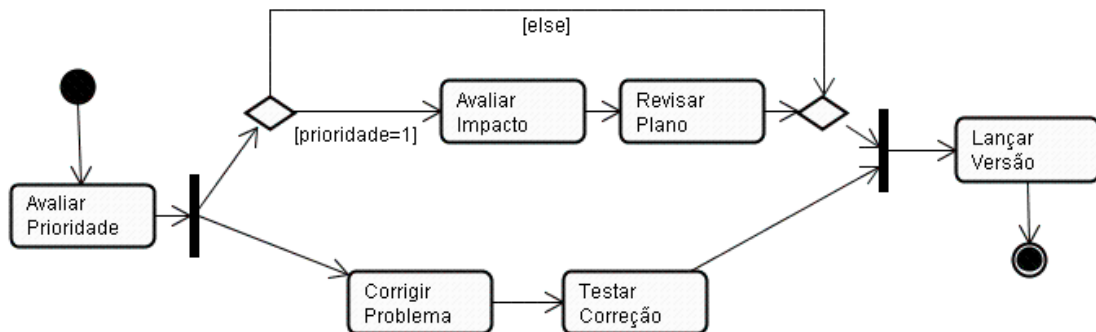 [else]
Avaliar
Impacto
Revisar
Plano
[prioridade=1]
Lançar
Versão
Avaliar
Prioridade
Corrigir
Problema
Testar
Correção